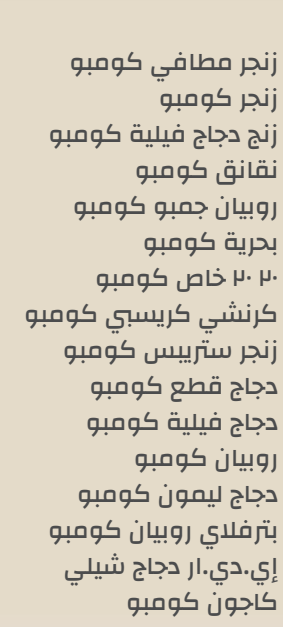 زنجر مطافي كومبو
زنجر كومبو
زنج دجاج فيلية كومبو
نقانق كومبو
روبيان جمبو كومبو
بحرية كومبو
٢٠ ٢٠ خاص كومبو
كرنشي كريسبي كومبو
زنجر ستريبس كومبو
دجاج قطع كومبو
دجاج فيلية كومبو
روبيان كومبو
دجاج ليمون كومبو
بترفلاي روبيان كومبو
إي.دي.ار دجاج شيلي
كاجون كومبو